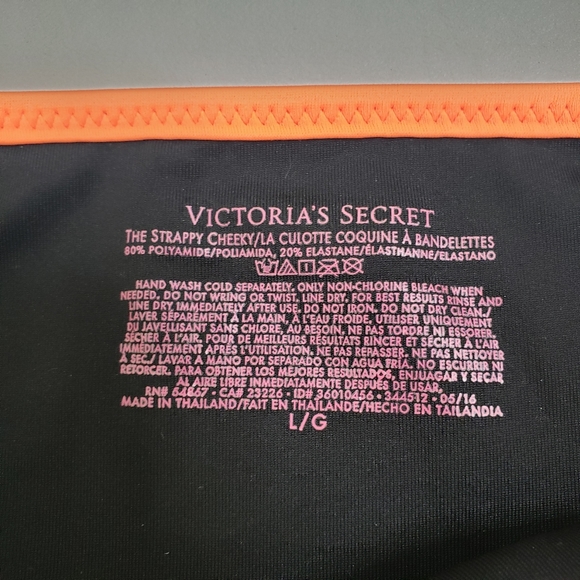 VICTORIA'S SECRET
THE STRAPPY CHEEKY/LA CULOTTE COQUINE À BANDELETTES
80% POLYAMIDE/POLIAMIDA, 20% ELASTANE/ÉLASTHANNE/ELASTANO
HAND WASH COLD SEPARATELY. ONLY NON-CHLORINE BLEACH WHEN
NEEDED. DO NOT WRING OR TWIST. LINE DRY. FOR BEST RESULTS RINSE AND
LINE DRY IMMEDIATELY AFTER USE. DO NOT IRON. DO NOT DRY CLEAN./
LAVER SÉPAREMENT À LA MAIN, À L'EAU FROIDE. UTILISER UNIQUEMENT
DU JAVELLISANT SANS CHLORE, AU BESOIN. NE PAS TORDRE NI ESSORER.
SÉCHER À L'AIR. POUR DE MEILLEURS RÉSULTATS RINCER ET SÉCHER À L'AIR
IMMÉDIATEMENT APRÈS L'UTILISATION. NE PAS REPASSER. NE PAS NETTOYER
À SEC./LAVAR A MANO POR SEPARADO CON AGUA FRÍA. NO ESCURRIR NI
RETORCER. PARA OBTENER LOS MEJORES RESULTADOS, ENJUAGAR Y SECAR
AL AIRE LIBRE INMEDIATAMENTE DESPUÉS DE USAR.
RN# 54867 • CA# 23226 • ID# 36010456 • 344512 • 05/16
MADE IN THAILAND/FAIT EN THAÏLANDE/HECHO EN TAILANDIA
L/G